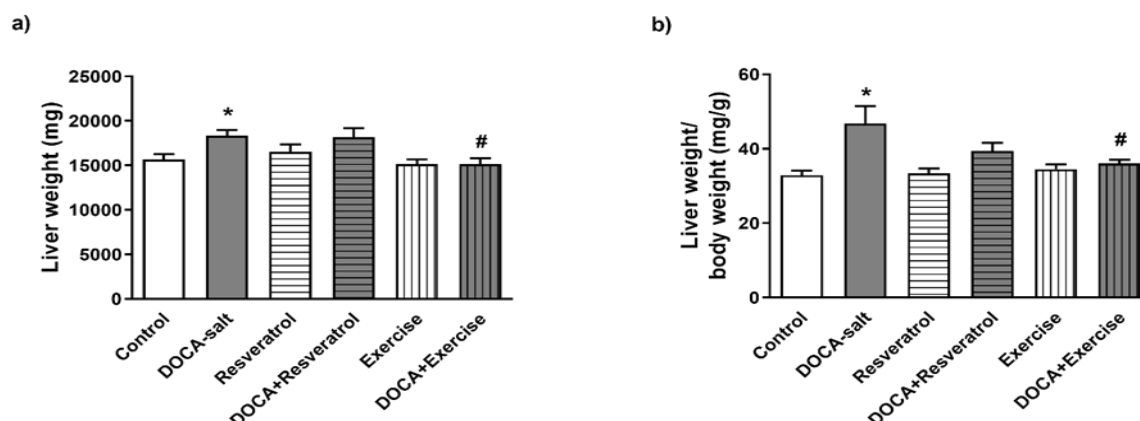 a)
Liver weight (mg)
25000
20000
15000
10000
5000
0
*
#
Control
DOCA-salt
Resveratrol
DOCA+Resveratrol
Exercise
DOCA+Exercise
b)
Liver weight/
body weight (mg/g)
60
40
20
0
*
#
Control
DOCA-salt
Resveratrol
DOCA+Resveratrol
Exercise
DOCA+Exercise